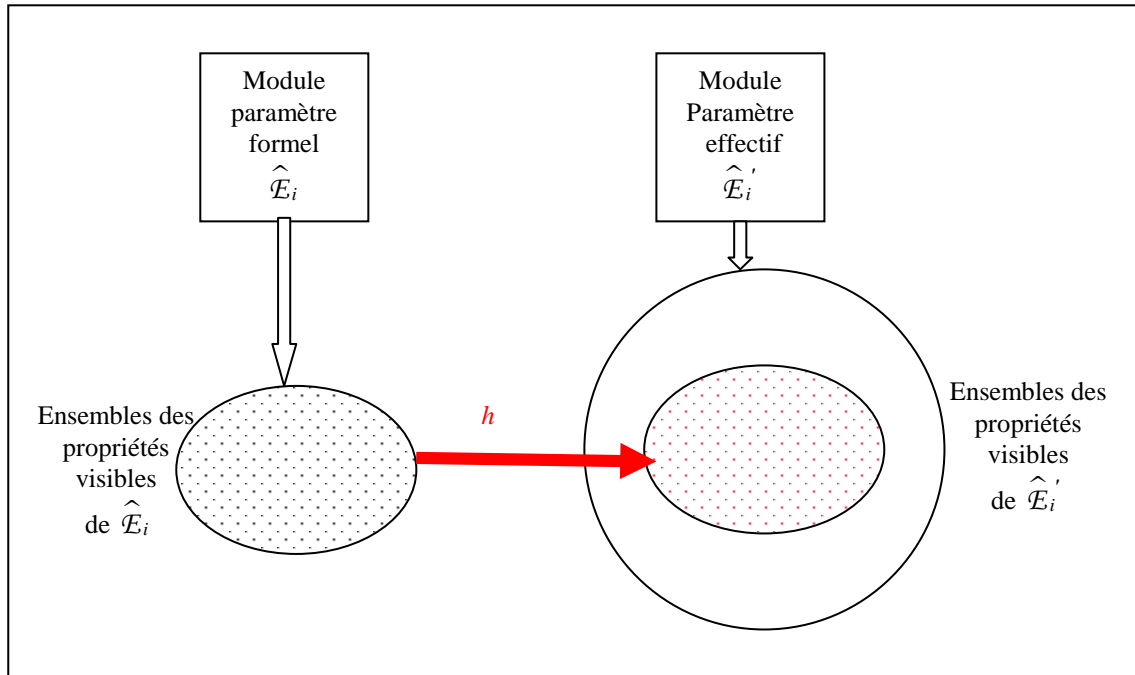 Module
paramètre
formel
Ɛ̂ᵢ
Module
Paramètre
effectif
Ɛ̂ᵢ'
Ensembles des
propriétés
visibles
de Ɛ̂ᵢ
h
Ensembles des
propriétés
visibles
de Ɛ̂ᵢ'